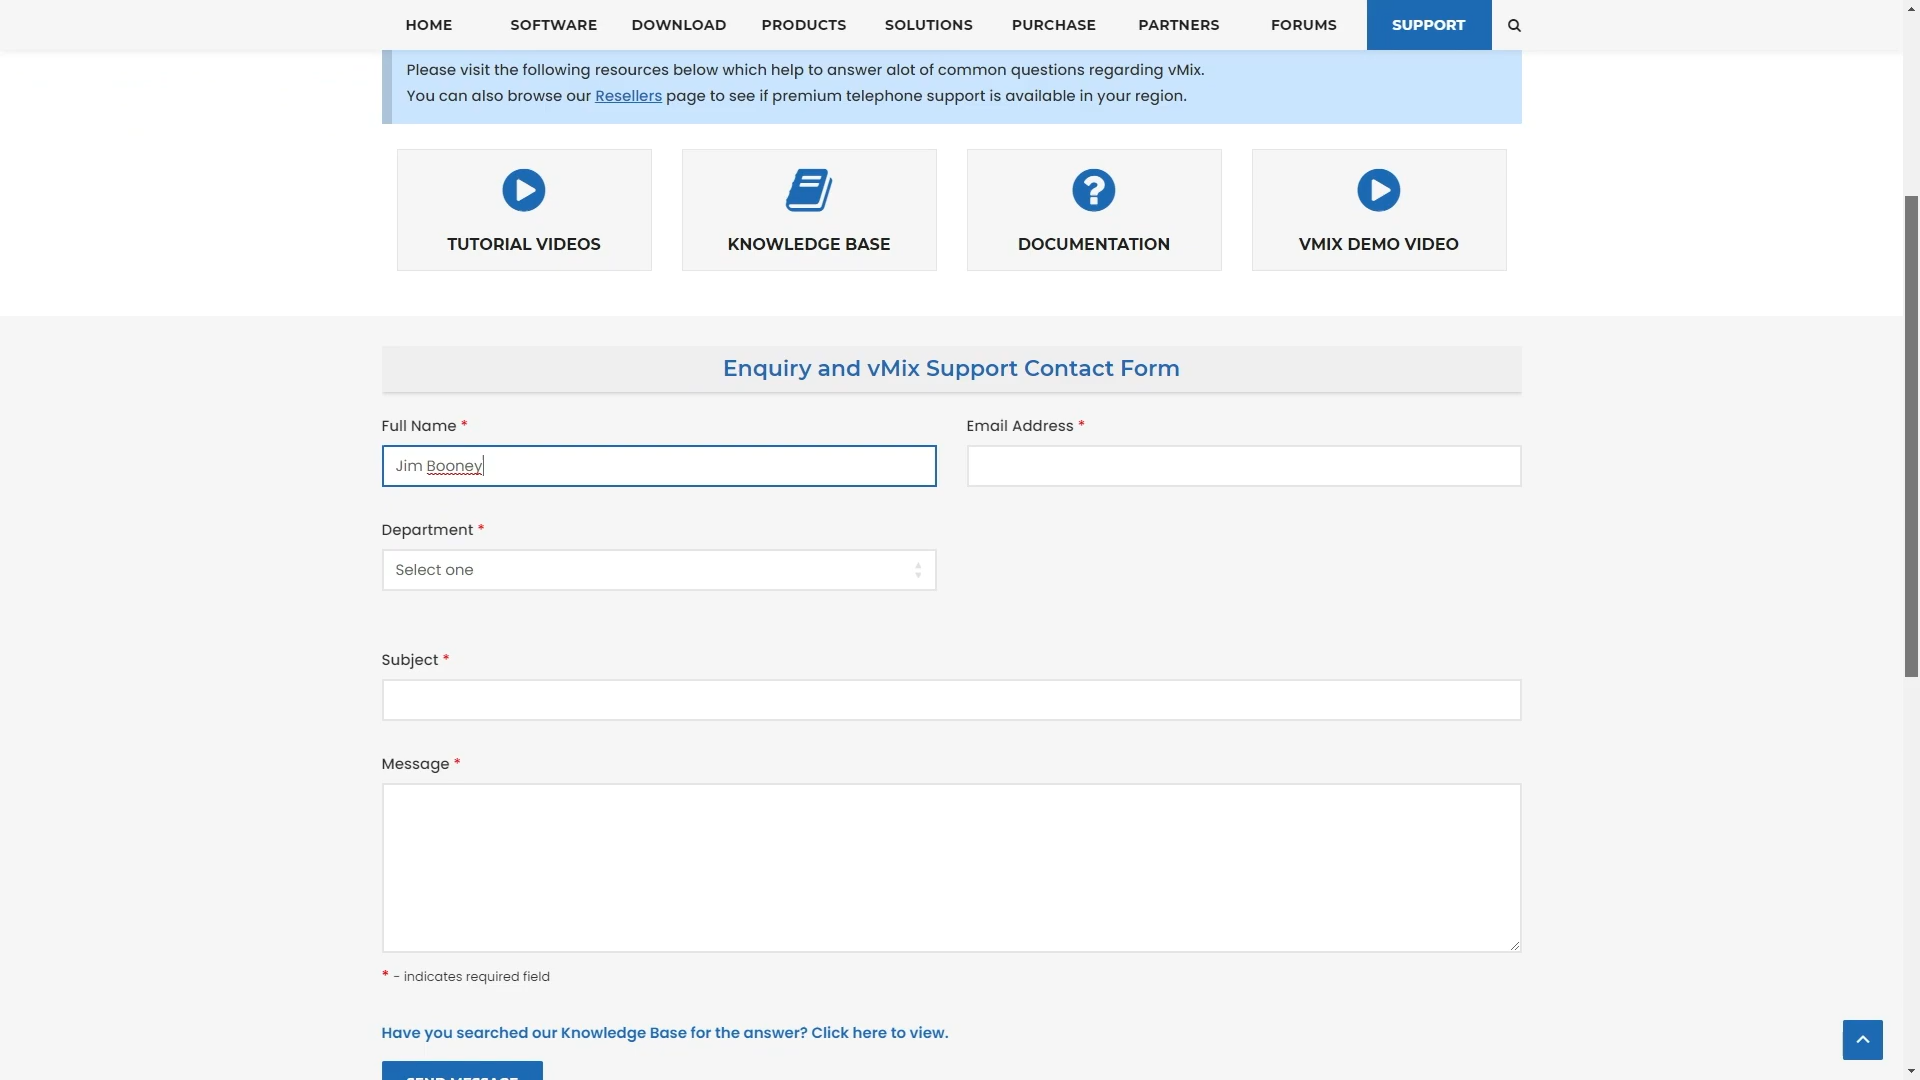 HOME SOFTWARE DOWNLOAD PRODUCTS SOLUTIONS PURCHASE PARTNERS FORUMS SUPPORT
Please visit the following resources below which help to answer alot of common questions regarding vMix.
You can also browse our Resellers page to see if premium telephone support is available in your region.
TUTORIAL VIDEOS KNOWLEDGE BASE DOCUMENTATION VMIX DEMO VIDEO
Enquiry and vMix Support Contact Form
Full Name * Email Address *
Jim Booney
Department *
Select one
Subject *
Message *
* - indicates required field
Have you searched our Knowledge Base for the answer? Click here to view.
SEND MESSAGE